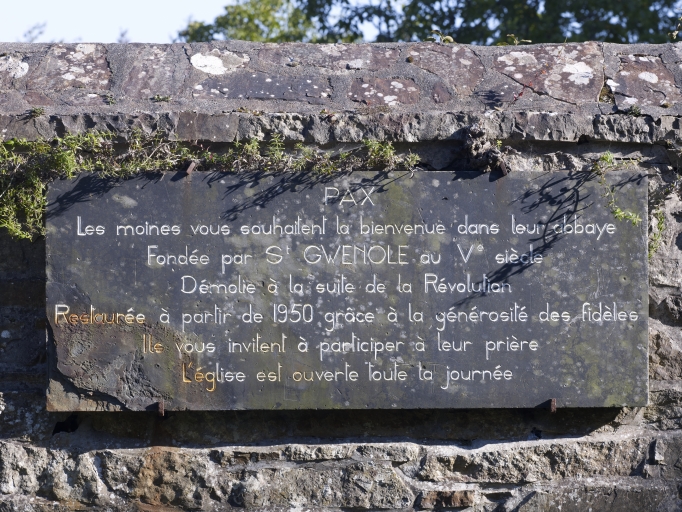 PAX
Les moines vous souhaitent la bienvenue dans leur abbaye
Fondée par Sᵗ GWENOLE au Vᵉ siècle
Démolie à la suite de la Révolution
Restaurée à partir de 1950 grâce à la générosité des fidèles
Ils vous invitent à participer à leur prière
L'église est ouverte toute la journée